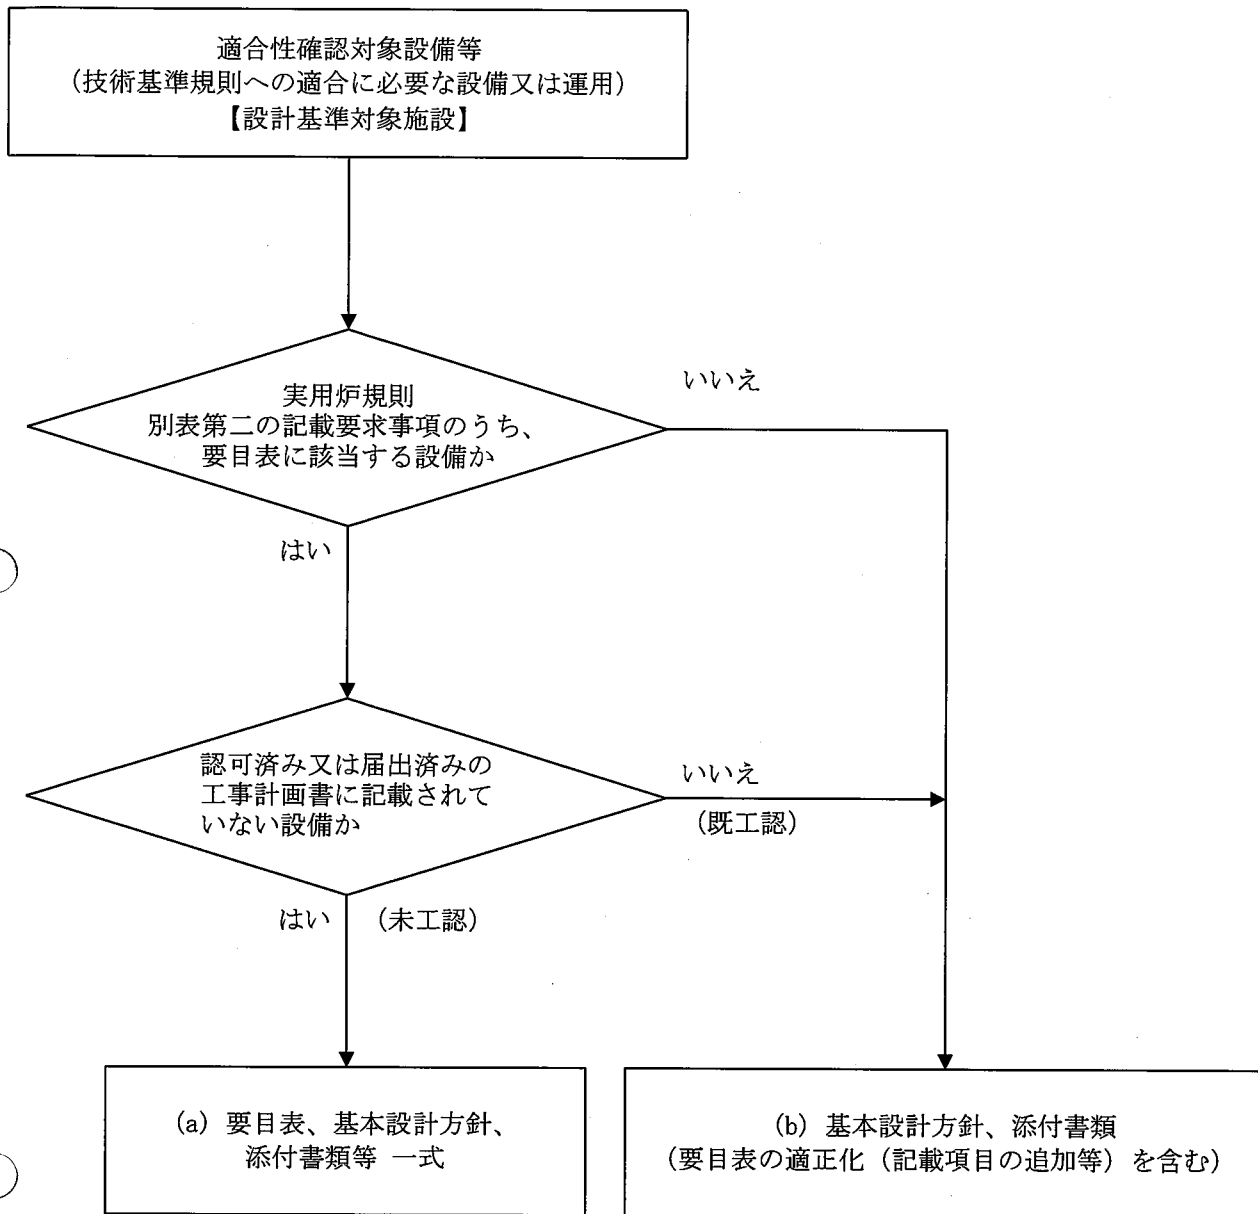 適合性確認対象設備等
(技術基準規則への適合に必要な設備又は運用)
【設計基準対象施設】
実用炉規則
別表第二の記載要求事項のうち、
要目表に該当する設備か
いいえ
はい
認可済み又は届出済みの
工事計画書に記載されて
いない設備か
いいえ
(既工認)
はい (未工認)
(a) 要目表、基本設計方針、
添付書類等 一式
(b) 基本設計方針、添付書類
(要目表の適正化(記載項目の追加等)を含む)